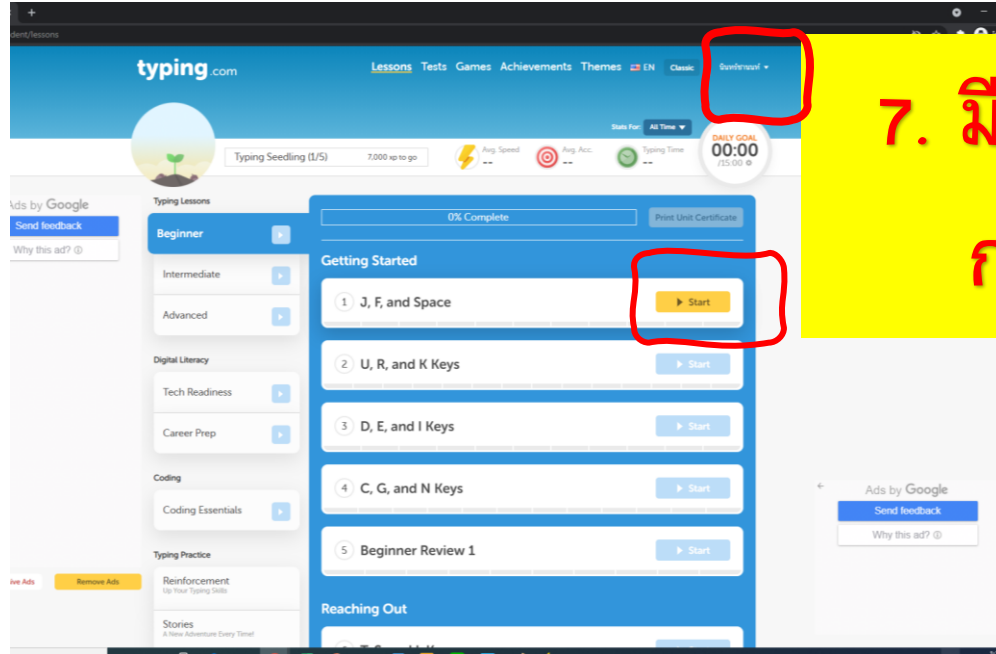 dent/lessons
typing.com
Lessons Tests Games Achievements Themes EN Classic
Stats For: All Time
Typing Seedling (1/5) 7,000 xp to go
Avg. Speed --
Avg. Acc. --
Typing Time --
DAILY GOAL
00:00
/15:00
7. มี
ก
Ads by Google
Send feedback
Why this ad?
Typing Lessons
Beginner
Intermediate
Advanced
Digital Literacy
Tech Readiness
Career Prep
Coding
Coding Essentials
Typing Practice
Reinforcement
Up Your Typing Skills
Stories
A New Adventure Every Time!
0% Complete Print Unit Certificate
Getting Started
1 J, F, and Space Start
2 U, R, and K Keys Start
3 D, E, and I Keys Start
4 C, G, and N Keys Start
5 Beginner Review 1 Start
Reaching Out
Ads by Google
Send feedback
Why this ad?
ive Ads Remove Ads